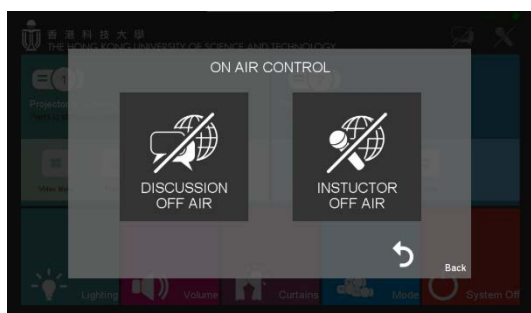 香港科技大學
THE HONG KONG UNIVERSITY OF SCIENCE AND TECHNOLOGY
ON AIR CONTROL
Projector
DISCUSSION
OFF AIR
INSTUCTOR
OFF AIR
Back
Lighting
Volume
Curtains
Mode
System Off